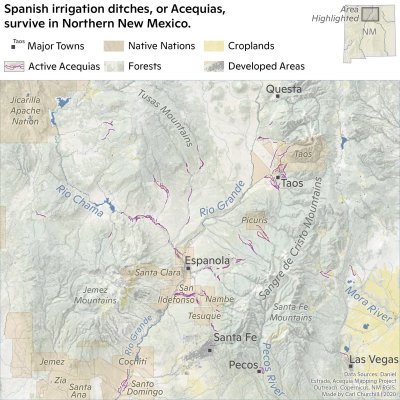 Spanish irrigation ditches, or Acequias,
survive in Northern New Mexico.
Area
Highlighted
NM
Taos
Major Towns
Native Nations
Croplands
Active Acequias
Forests
Developed Areas
Jicarilla
Apache
Nation
Tusas Mountains
Questa
Taos
Taos
Rio Chama
Rio Grande
Picuris
Sangre de Cristo Mountains
Espanola
Santa Clara
Jemez
Mountains
San
Ildefonso
Nambe
Tesuque
Santa Fe
Mountains
Mora River
Rio Grande
Santa Fe
Jemez
Cochiti
Pecos
Pecos River
Las Vegas
Zia
Santa
Ana
Santo
Domingo
Data Sources: Daniel
Estrada, Acequia Mapping Project
Outreach. Copernicus, NM RGIS.
Made by Carl Churchill (2020)